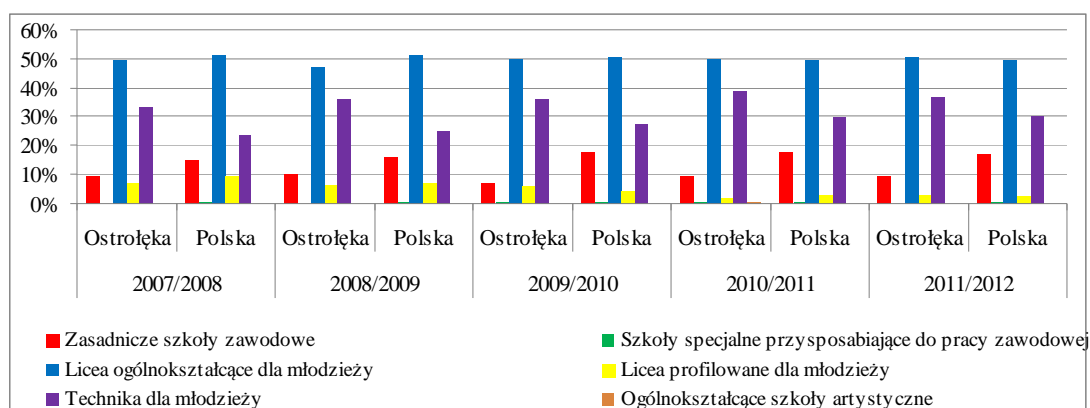 60%
50%
40%
30%
20%
10%
0%
Ostrołęka Polska Ostrołęka Polska Ostrołęka Polska Ostrołęka Polska Ostrołęka Polska
2007/2008 2008/2009 2009/2010 2010/2011 2011/2012
Zasadnicze szkoły zawodowe Szkoły specjalne przysposabiające do pracy zawodowej
Licea ogólnokształcące dla młodzieży Licea profilowane dla młodzieży
Technika dla młodzieży Ogólnokształcące szkoły artystyczne